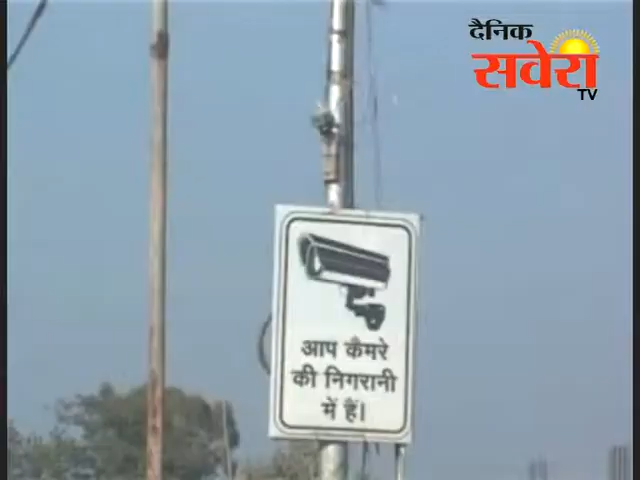 दैनिक
सवेरा
TV
आप कैमरे
की निगरानी
में हैं।